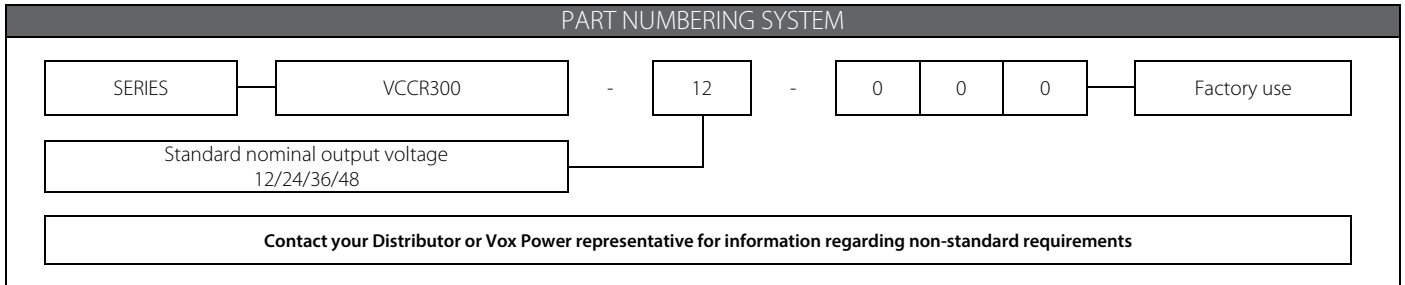 PART NUMBERING SYSTEM
SERIES VCCR300 - 12 - 0 0 0 Factory use
Standard nominal output voltage
12/24/36/48
Contact your Distributor or Vox Power representative for information regarding non-standard requirements